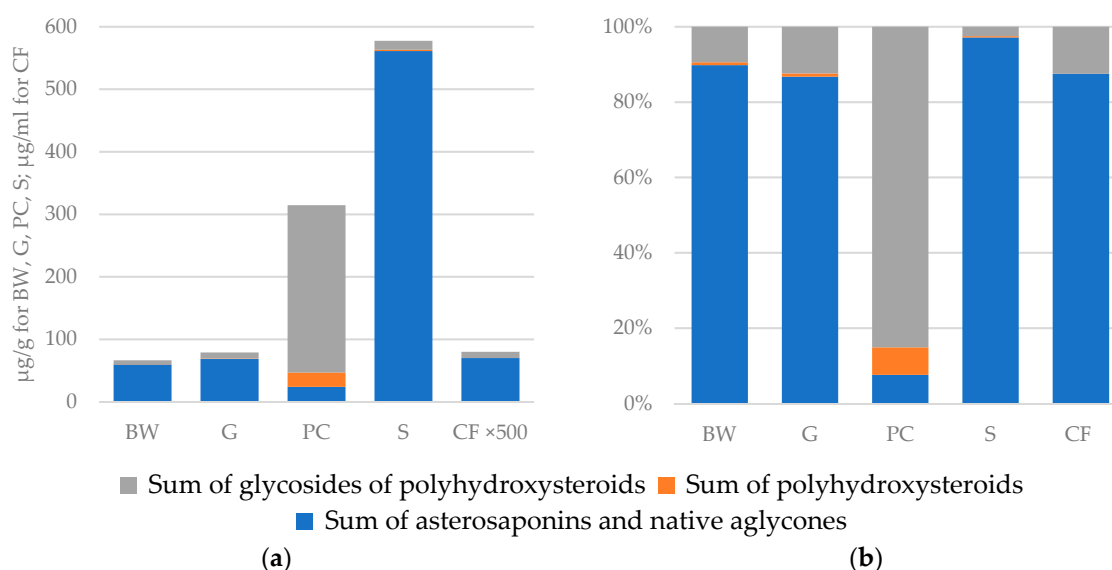 µg/g for BW, G, PC, S; µg/ml for CF
600
500
400
300
200
100
0
BW G PC S CF ×500
100%
80%
60%
40%
20%
0%
BW G PC S CF
Sum of glycosides of polyhydroxysteroids Sum of polyhydroxysteroids
Sum of asterosaponins and native aglycones
(a) (b)